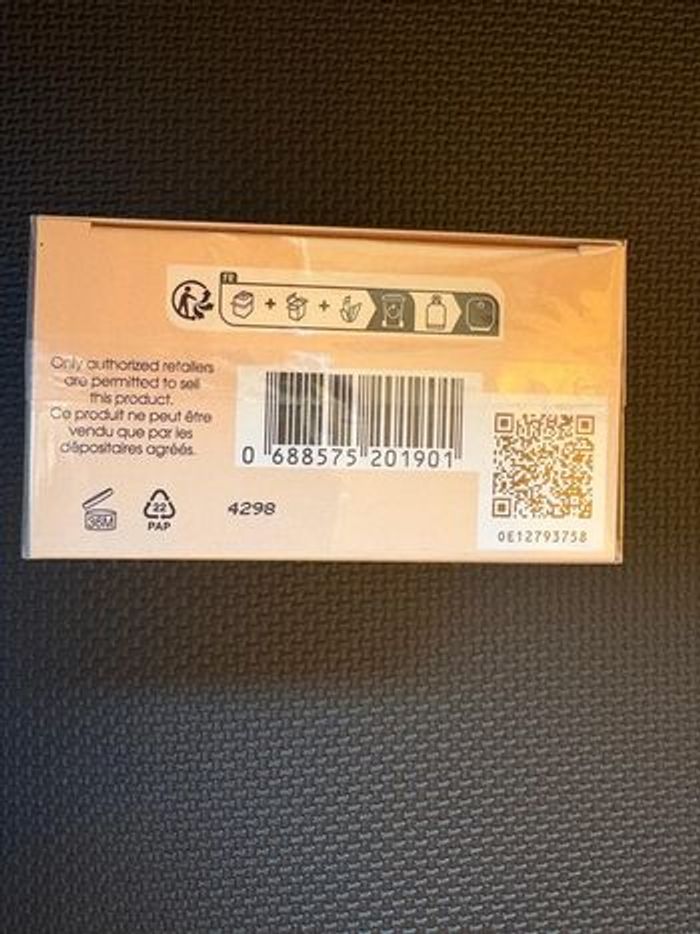 FR
Only authorized retailers
are permitted to sell
this product.
Ce produit ne peut être
vendu que par les
dépositaires agréés.
0 688575 201901
36M
22
PAP
4298
0E12793758